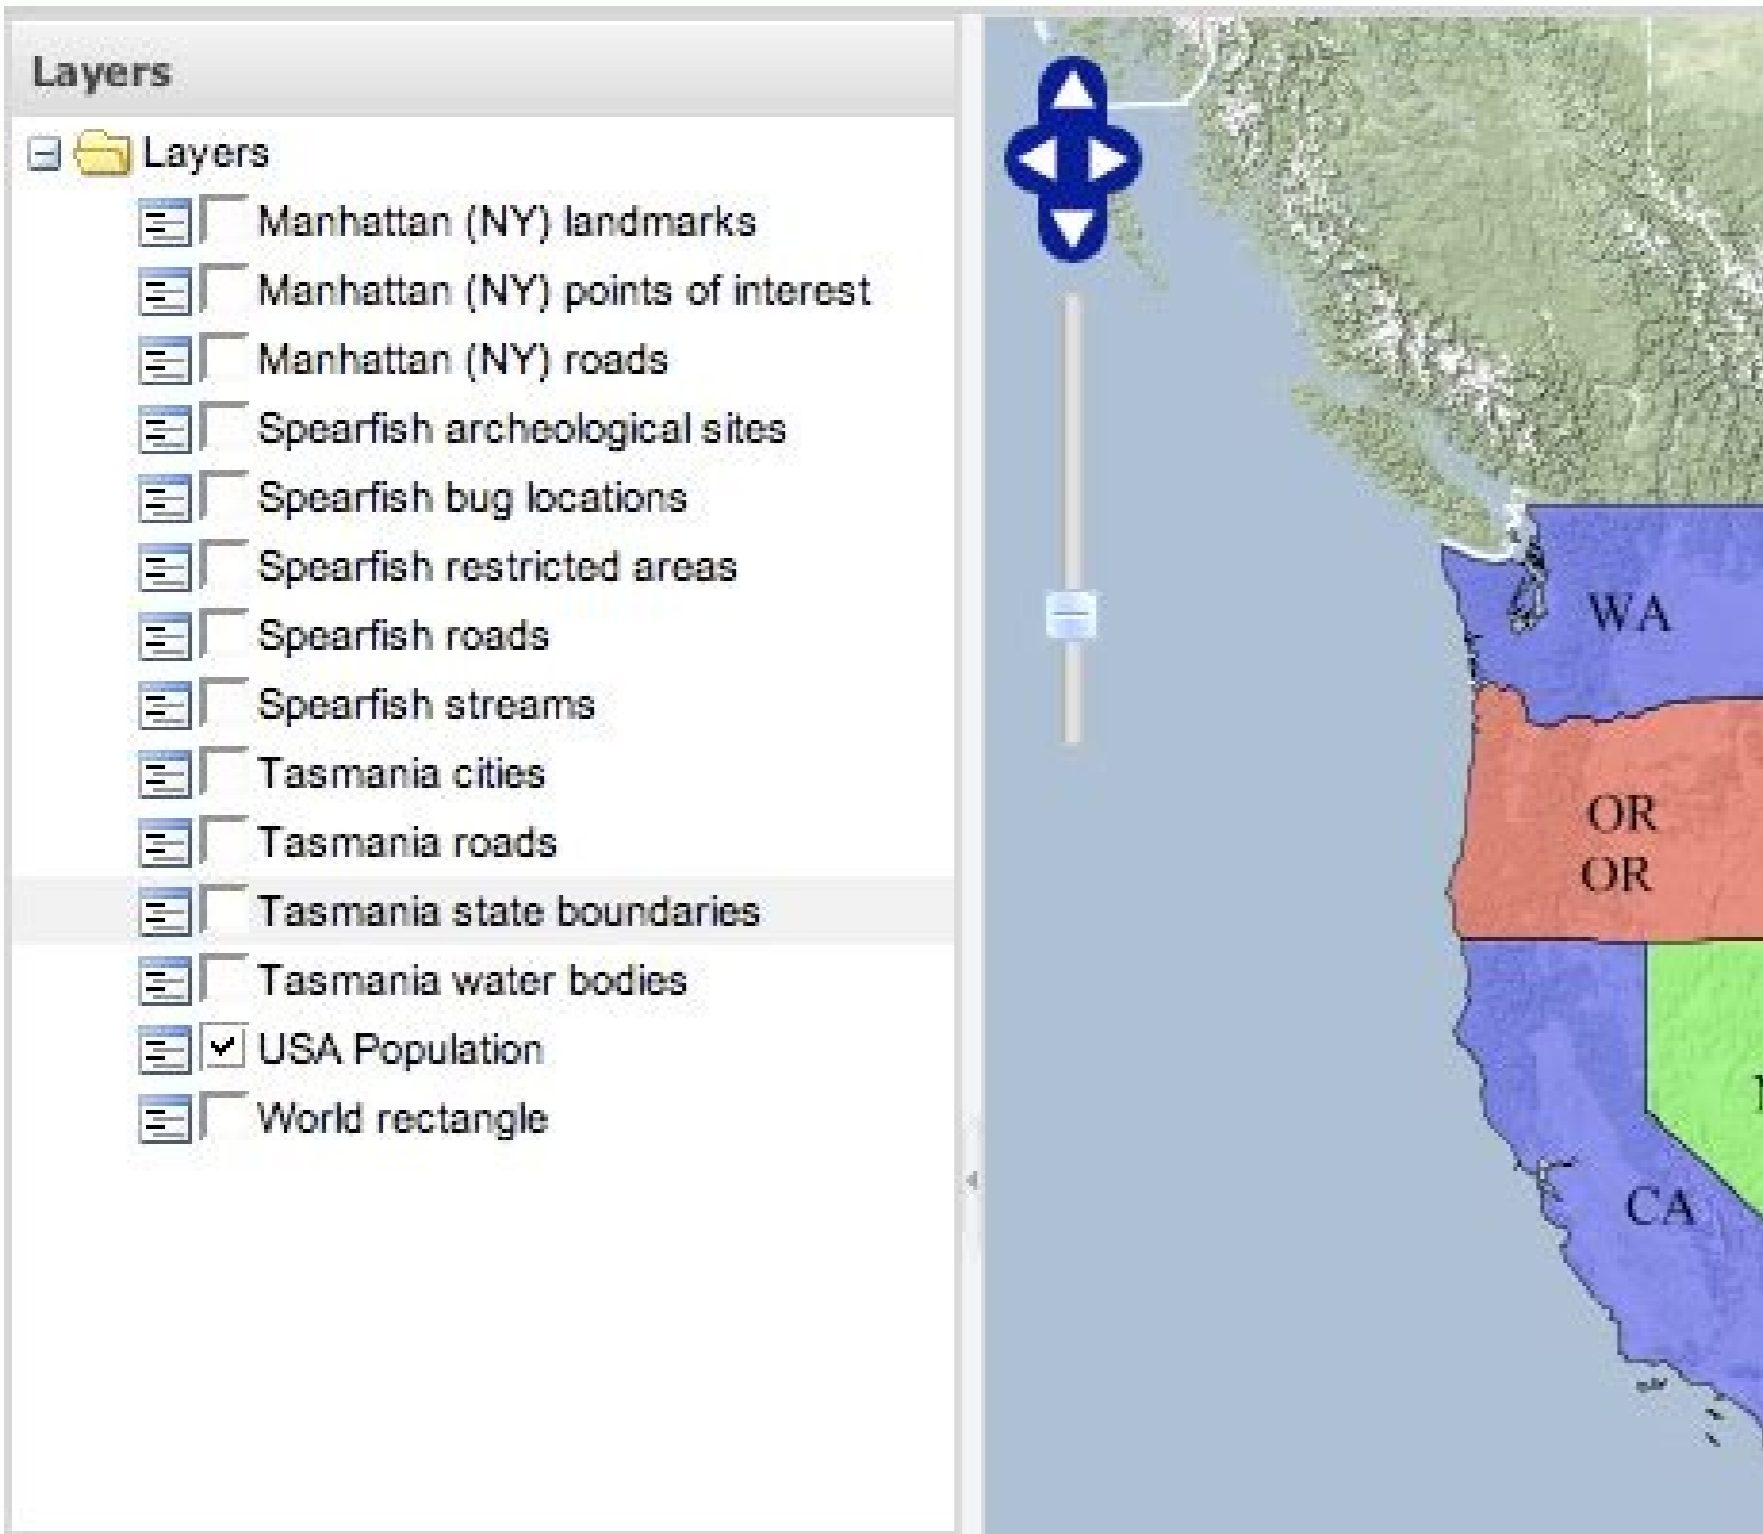 Layers
Layers
Manhattan (NY) landmarks
Manhattan (NY) points of interest
Manhattan (NY) roads
Spearfish archeological sites
Spearfish bug locations
Spearfish restricted areas
Spearfish roads
Spearfish streams
Tasmania cities
Tasmania roads
Tasmania state boundaries
Tasmania water bodies
USA Population
World rectangle
WA
OR
OR
CA